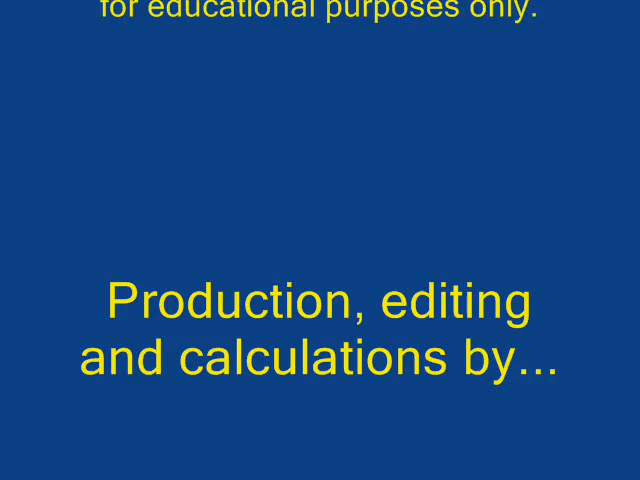 for educational purposes only.
Production, editing
and calculations by...